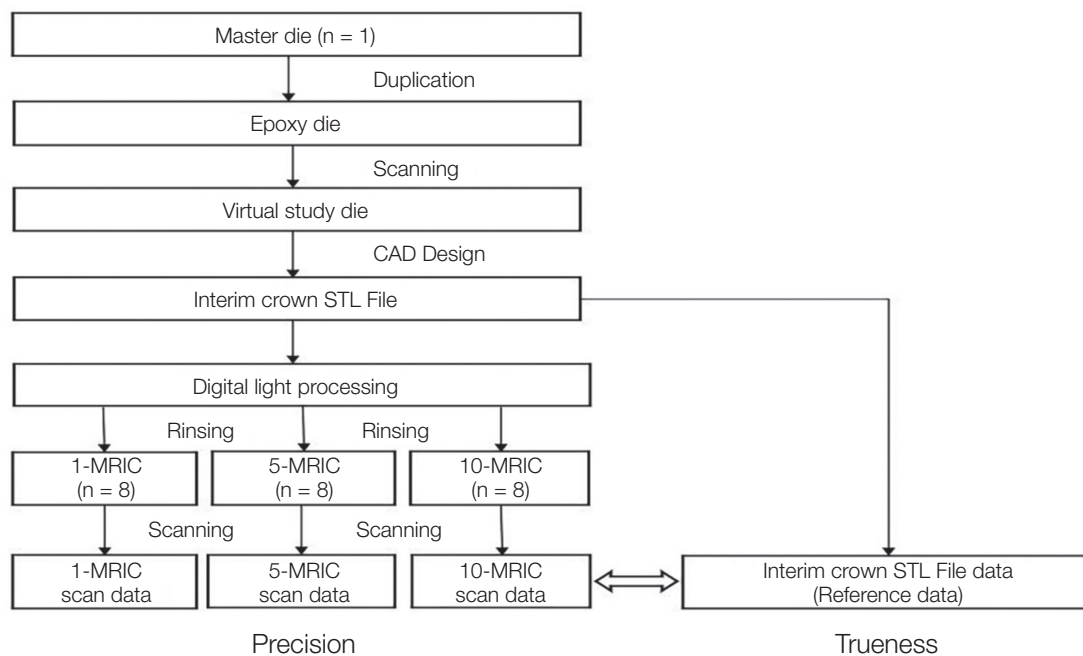 Master die (n = 1)
Duplication
Epoxy die
Scanning
Virtual study die
CAD Design
Interim crown STL File
Digital light processing
Rinsing Rinsing
1-MRIC 5-MRIC 10-MRIC
(n = 8) (n = 8) (n = 8)
Scanning Scanning
1-MRIC 5-MRIC 10-MRIC
scan data scan data scan data
Interim crown STL File data
(Reference data)
Precision Trueness